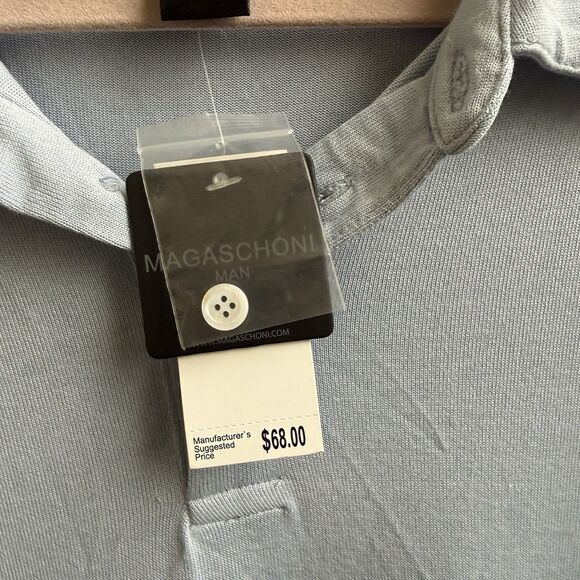 MAGASCHONI
MAN
WWW.MAGASCHONI.COM
Manufacturer's
Suggested
Price
$68.00